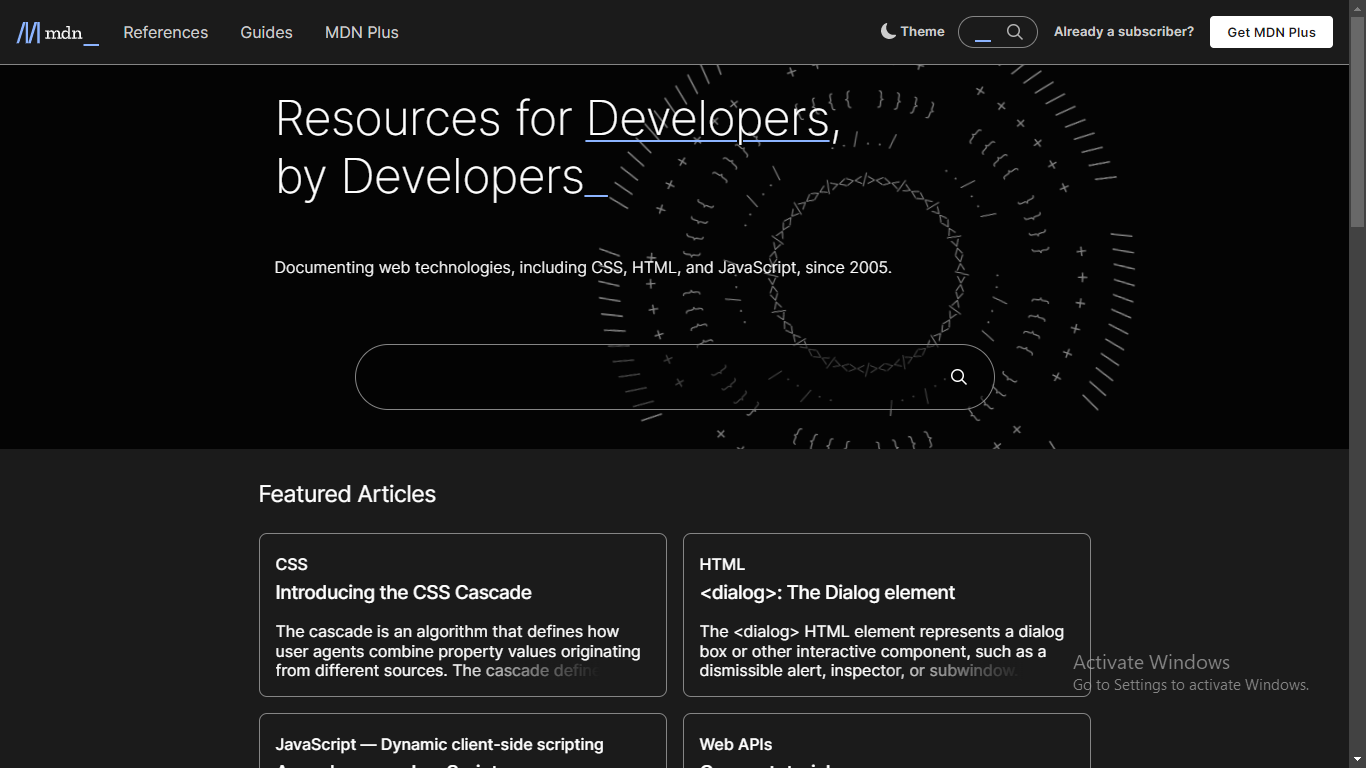 mdn_
References
Guides
MDN Plus
Theme
Already a subscriber?
Get MDN Plus
Resources for Developers,
by Developers_
Documenting web technologies, including CSS, HTML, and JavaScript, since 2005.
Featured Articles
CSS
Introducing the CSS Cascade
The cascade is an algorithm that defines how
user agents combine property values originating
from different sources. The cascade
HTML
<dialog>: The Dialog element
The <dialog> HTML element represents a dialog
box or other interactive component, such as a
dismissible alert, inspector, or subwindow.
JavaScript — Dynamic client-side scripting
Web APIs
Activate Windows
Go to Settings to activate Windows.